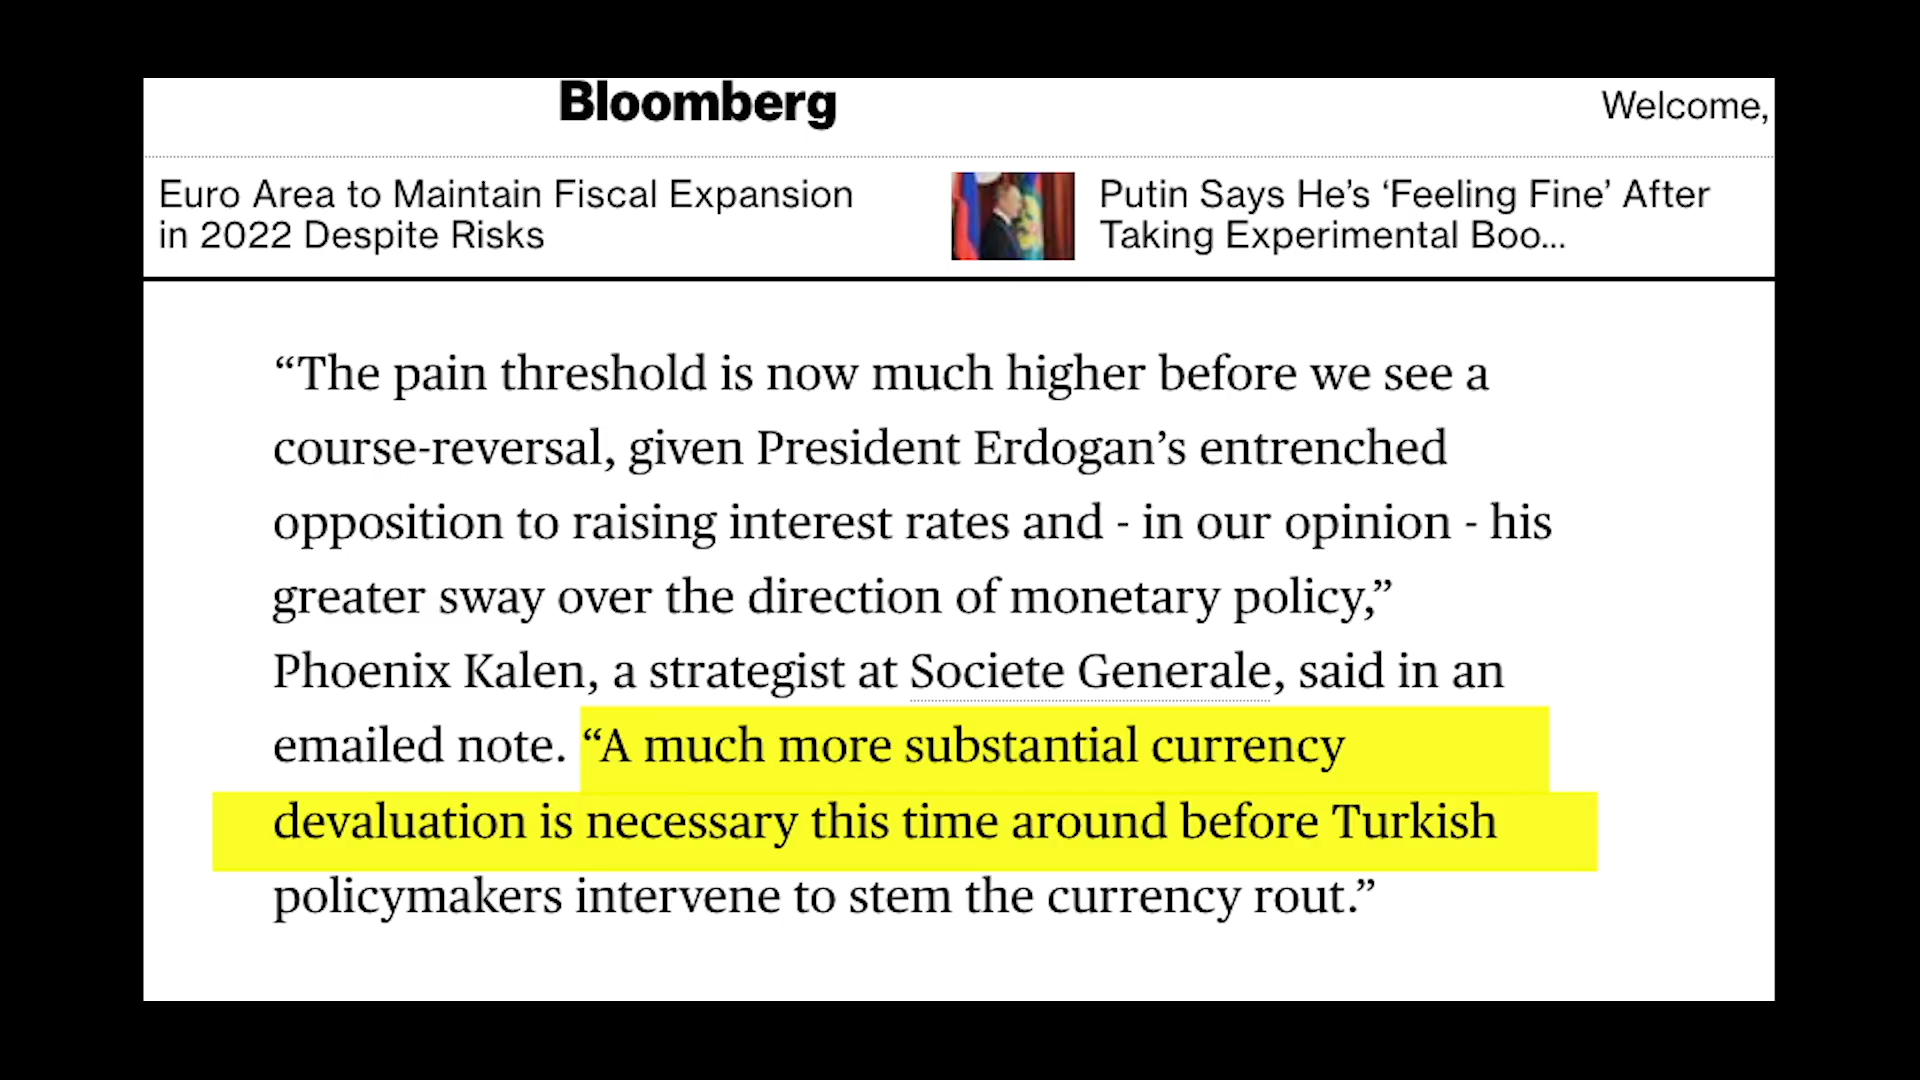 Bloomberg
Welcome,
Euro Area to Maintain Fiscal Expansion
in 2022 Despite Risks
Putin Says He’s ‘Feeling Fine’ After
Taking Experimental Boo...
“The pain threshold is now much higher before we see a
course-reversal, given President Erdogan’s entrenched
opposition to raising interest rates and - in our opinion - his
greater sway over the direction of monetary policy,”
Phoenix Kalen, a strategist at Societe Generale, said in an
emailed note. “A much more substantial currency
devaluation is necessary this time around before Turkish
policymakers intervene to stem the currency rout.”